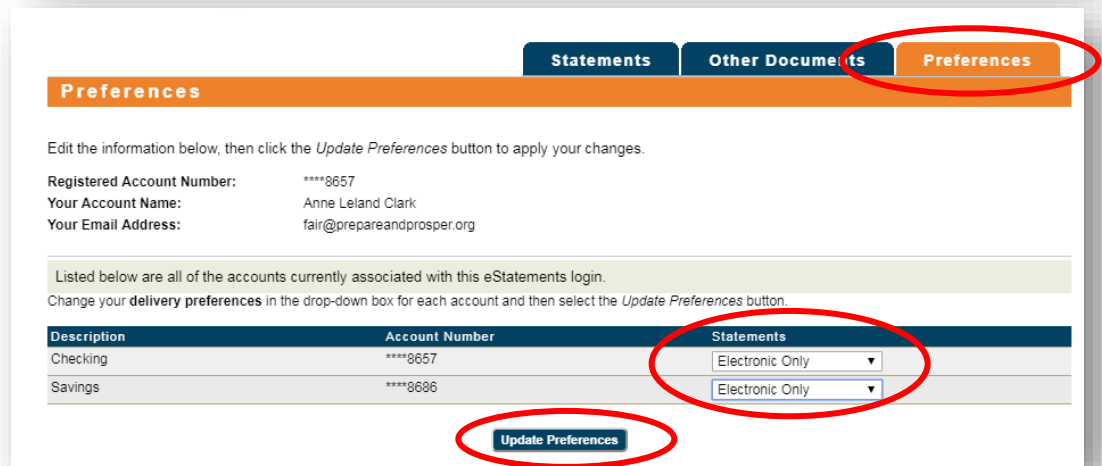 Statements Other Documents Preferences
Preferences
Edit the information below, then click the Update Preferences button to apply your changes.
Registered Account Number: ****8657
Your Account Name: Anne Leland Clark
Your Email Address: fair@prepareandprosper.org
Listed below are all of the accounts currently associated with this eStatements login.
Change your delivery preferences in the drop-down box for each account and then select the Update Preferences button.
Description Account Number Statements
Checking ****8657 Electronic Only
Savings ****8686 Electronic Only
Update Preferences